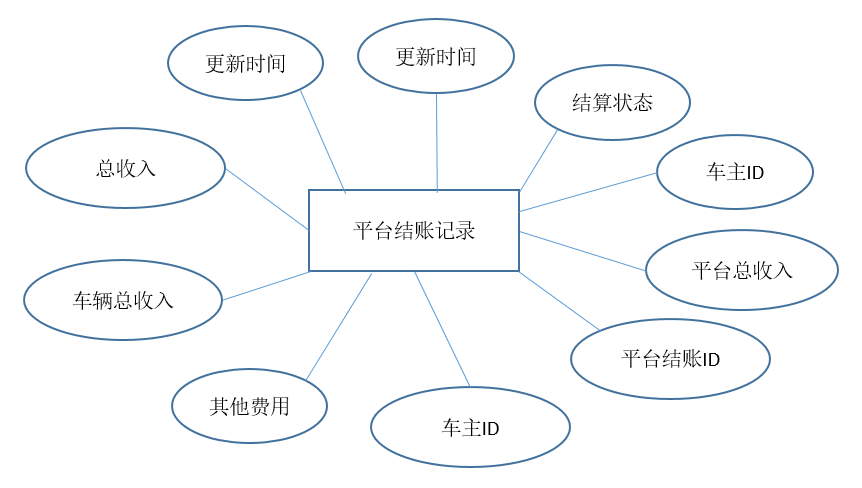 更新时间
更新时间
结算状态
总收入
车主ID
平台结账记录
平台总收入
车辆总收入
平台结账ID
其他费用
车主ID